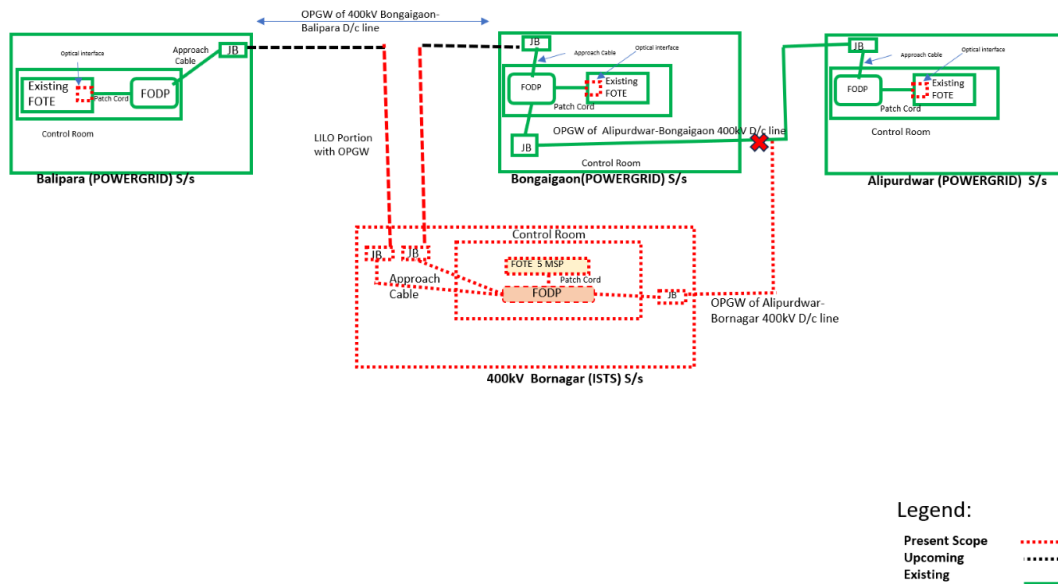 OPGW of 400kV Bongaigaon-
Balipara D/c line
Approach
Cable
JB
Optical interface
Existing
FOTE
Patch Cord
FODP
Control Room
Balipara (POWERGRID) S/s
LILO Portion
with OPGW
JB
Approach Cable
Optical interface
FODP
Existing
FOTE
Patch Cord
JB
OPGW of Alipurdwar-Bongaigaon 400kV D/c line
Control Room
Bongaigaon(POWERGRID) S/s
JB
Approach Cable
Optical interface
FODP
Existing
FOTE
Patch Cord
Control Room
Alipurdwar (POWERGRID) S/s
Control Room
JB
JB
Approach
Cable
FOTE 5 MSP
Patch Cord
FODP
JB
OPGW of Alipurdwar-
Bornagar 400kV D/c line
400kV Bornagar (ISTS) S/s
Legend:
Present Scope
Upcoming
Existing